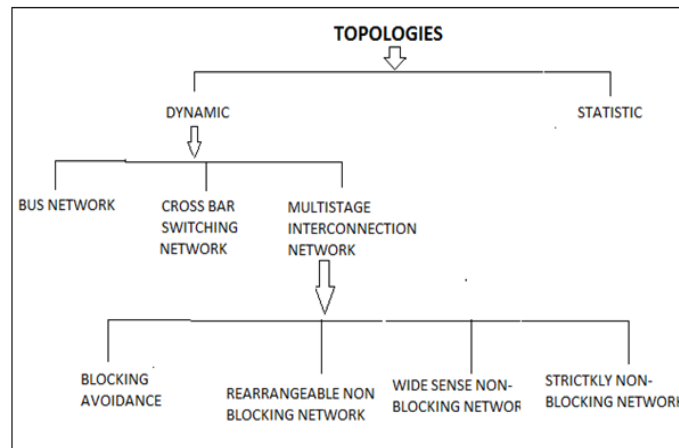 TOPOLOGIES
DYNAMIC
STATISTIC
BUS NETWORK
CROSS BAR
SWITCHING
NETWORK
MULTISTAGE
INTERCONNECTION
NETWORK
BLOCKING
AVOIDANCE
REARRANGEABLE NON
BLOCKING NETWORK
WIDE SENSE NON-
BLOCKING NETWOR
STRICTKLY NON-
BLOCKING NETWORK